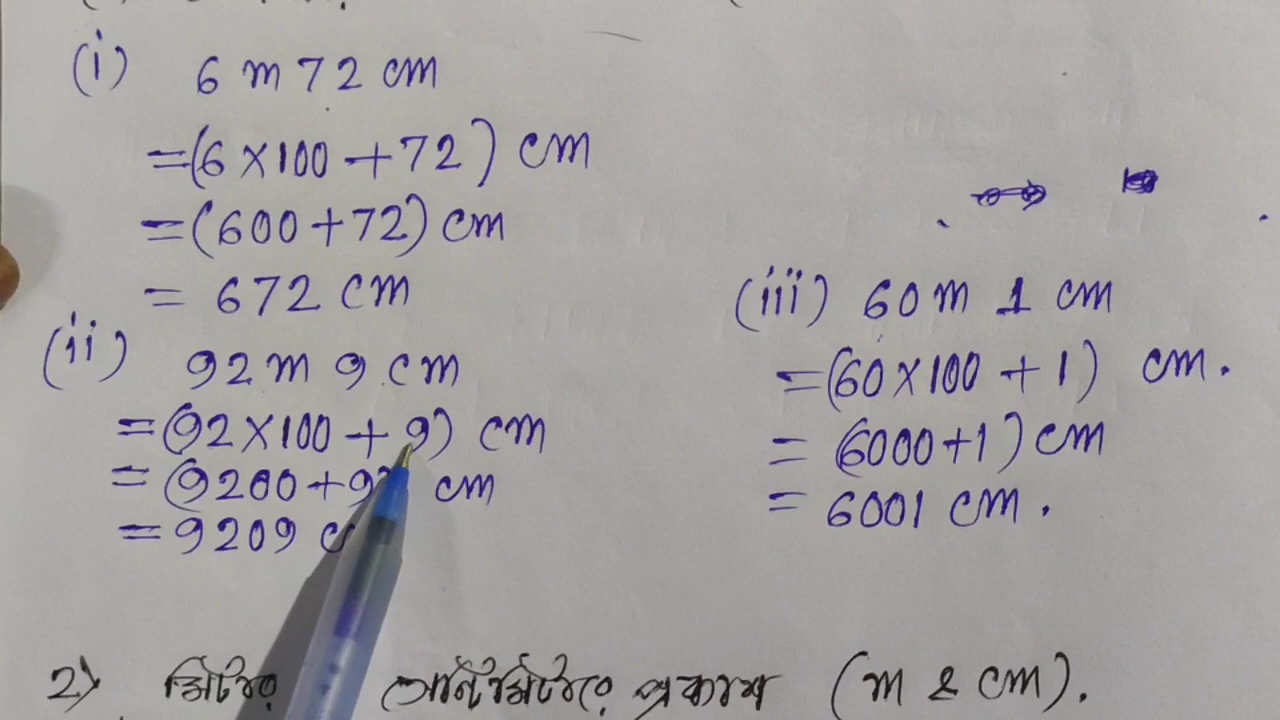 (i) 6 m 72 cm
=(6×100+72) cm
=(600+72) cm
= 672 cm
(ii) 92 m 9 cm
=(92×100+9) cm
=(9200+9) cm
=9209 c
(iii) 60 m 1 cm
=(60×100+1) cm.
= (6000+1) cm
= 6001 cm.
2) মিটাৰ প্ৰকাশ (m & cm).